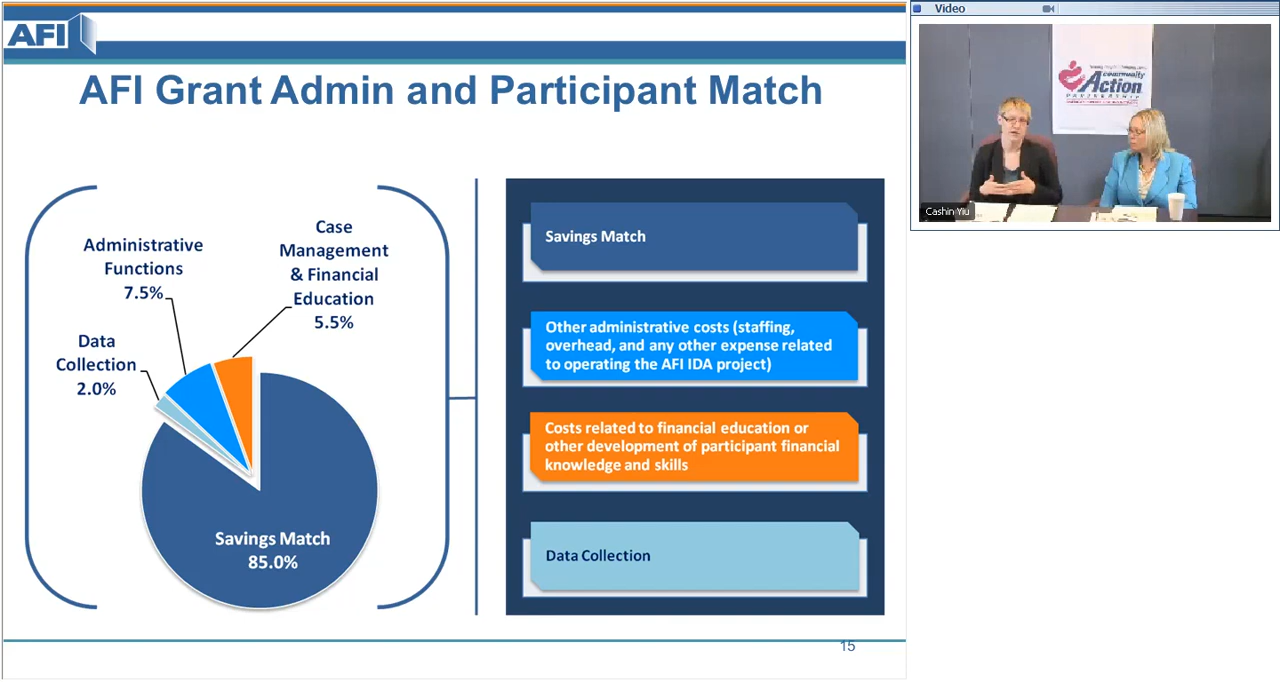 AFI
AFI Grant Admin and Participant Match
Case
Management
& Financial
Education
5.5%
Administrative
Functions
7.5%
Data
Collection
2.0%
Savings Match
85.0%
Savings Match
Other administrative costs (staffing,
overhead, and any other expense related
to operating the AFI IDA project)
Costs related to financial education or
other development of participant financial
knowledge and skills
Data Collection
15
Video
community
Action
PARTNERSHIP
Cashin Yiu